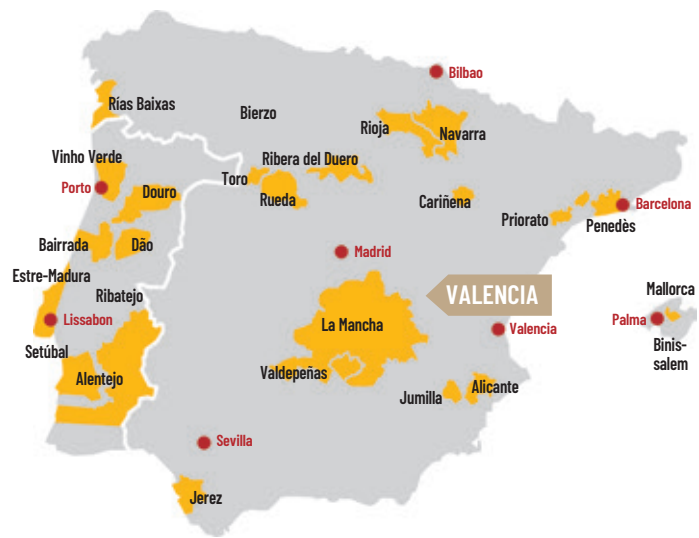 Bilbao
Rías Baixas
Bierzo
Rioja
Navarra
Vinho Verde
Ribera del Duero
Toro
Porto
Douro
Rueda
Cariñena
Priorato
Barcelona
Penedès
Bairrada
Dão
Madrid
Estre-Madura
Ribatejo
VALENCIA
Mallorca
Lissabon
La Mancha
Valencia
Palma
Binis-
salem
Setúbal
Alentejo
Valdepeñas
Jumilla
Alicante
Sevilla
Jerez